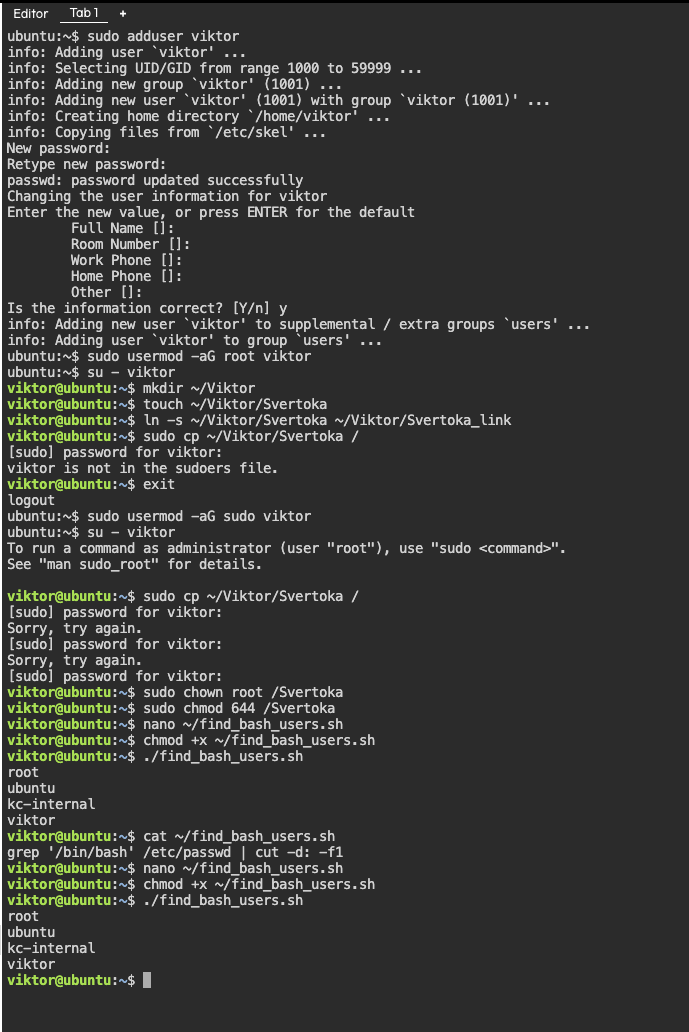 Editor Tab 1 +
ubuntu:~$ sudo adduser viktor
info: Adding user `viktor' ...
info: Selecting UID/GID from range 1000 to 59999 ...
info: Adding new group `viktor' (1001) ...
info: Adding new user `viktor' (1001) with group `viktor (1001)' ...
info: Creating home directory `/home/viktor' ...
info: Copying files from `/etc/skel' ...
New password:
Retype new password:
passwd: password updated successfully
Changing the user information for viktor
Enter the new value, or press ENTER for the default
        Full Name []:
        Room Number []:
        Work Phone []:
        Home Phone []:
        Other []:
Is the information correct? [Y/n] y
info: Adding new user `viktor' to supplemental / extra groups `users' ...
info: Adding user `viktor' to group `users' ...
ubuntu:~$ sudo usermod -aG root viktor
ubuntu:~$ su - viktor
viktor@ubuntu:~$ mkdir ~/Viktor
viktor@ubuntu:~$ touch ~/Viktor/Svertoka
viktor@ubuntu:~$ ln -s ~/Viktor/Svertoka ~/Viktor/Svertoka_link
viktor@ubuntu:~$ sudo cp ~/Viktor/Svertoka /
[sudo] password for viktor:
viktor is not in the sudoers file.
viktor@ubuntu:~$ exit
logout
ubuntu:~$ sudo usermod -aG sudo viktor
ubuntu:~$ su - viktor
To run a command as administrator (user "root"), use "sudo <command>".
See "man sudo_root" for details.

viktor@ubuntu:~$ sudo cp ~/Viktor/Svertoka /
[sudo] password for viktor:
Sorry, try again.
[sudo] password for viktor:
Sorry, try again.
[sudo] password for viktor:
viktor@ubuntu:~$ sudo chown root /Svertoka
viktor@ubuntu:~$ sudo chmod 644 /Svertoka
viktor@ubuntu:~$ nano ~/find_bash_users.sh
viktor@ubuntu:~$ chmod +x ~/find_bash_users.sh
viktor@ubuntu:~$ ./find_bash_users.sh
root
ubuntu
kc-internal
viktor
viktor@ubuntu:~$ cat ~/find_bash_users.sh
grep '/bin/bash' /etc/passwd | cut -d: -f1
viktor@ubuntu:~$ nano ~/find_bash_users.sh
viktor@ubuntu:~$ chmod +x ~/find_bash_users.sh
viktor@ubuntu:~$ ./find_bash_users.sh
root
ubuntu
kc-internal
viktor
viktor@ubuntu:~$